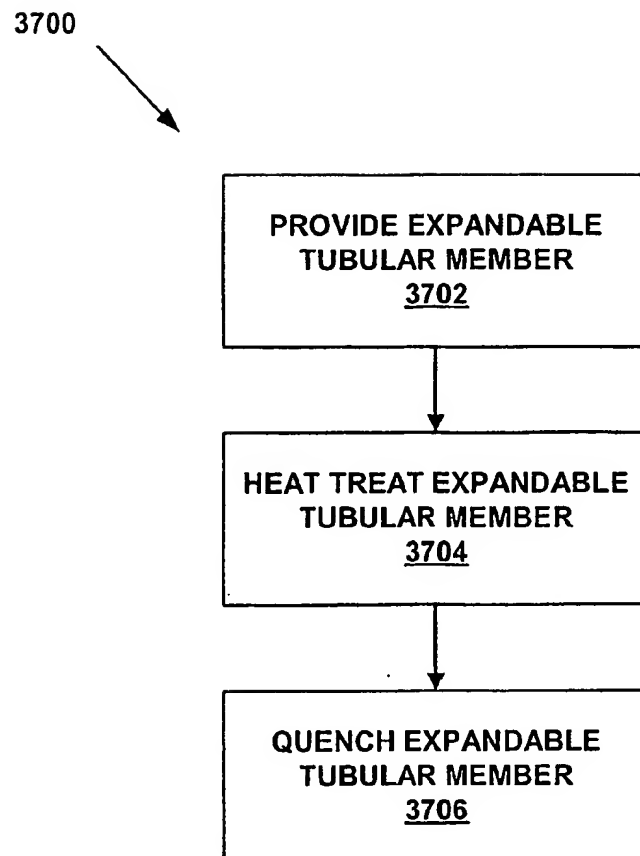 3700
PROVIDE EXPANDABLE
TUBULAR MEMBER
3702
HEAT TREAT EXPANDABLE
TUBULAR MEMBER
3704
QUENCH EXPANDABLE
TUBULAR MEMBER
3706